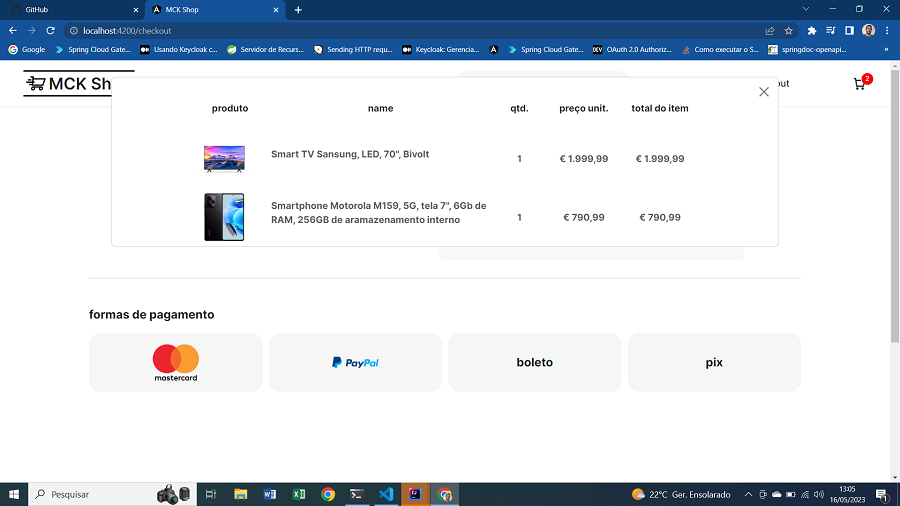 GitHub
MCK Shop
localhost:4200/checkout
Google
Spring Cloud Gate...
Usando Keycloak c...
Servidor de Recurs...
Sending HTTP requ...
Keycloak: Gerencia...
Spring Cloud Gate...
DEV OAuth 2.0 Authoriz...
Como executar o S...
springdoc-openapi...
»
MCK Sh
out
2
produto name qtd. preço unit. total do item
Smart TV Sansung, LED, 70", Bivolt 1 € 1.999,99 € 1.999,99
Smartphone Motorola M159, 5G, tela 7", 6Gb de
RAM, 256GB de aramazenamento interno 1 € 790,99 € 790,99
formas de pagamento
mastercard
PayPal
boleto
pix
Pesquisar
22°C Ger. Ensolarado
13:05
16/05/2023
1